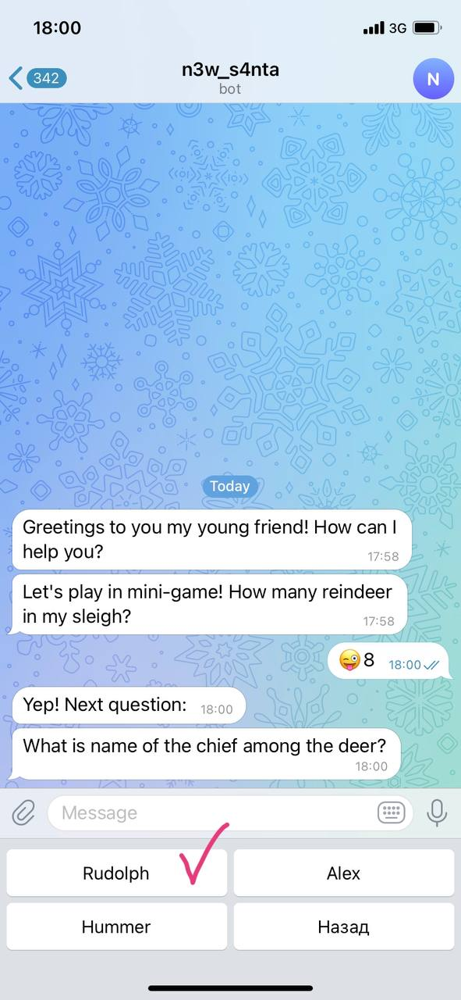 18:00 3G
342 n3w_s4nta N
bot
Today
Greetings to you my young friend! How can I
help you? 17:58
Let's play in mini-game! How many reindeer
in my sleigh? 17:58
😜8 18:00
Yep! Next question: 18:00
What is name of the chief among the deer?
18:00
Message
Rudolph Alex
Hummer Назад